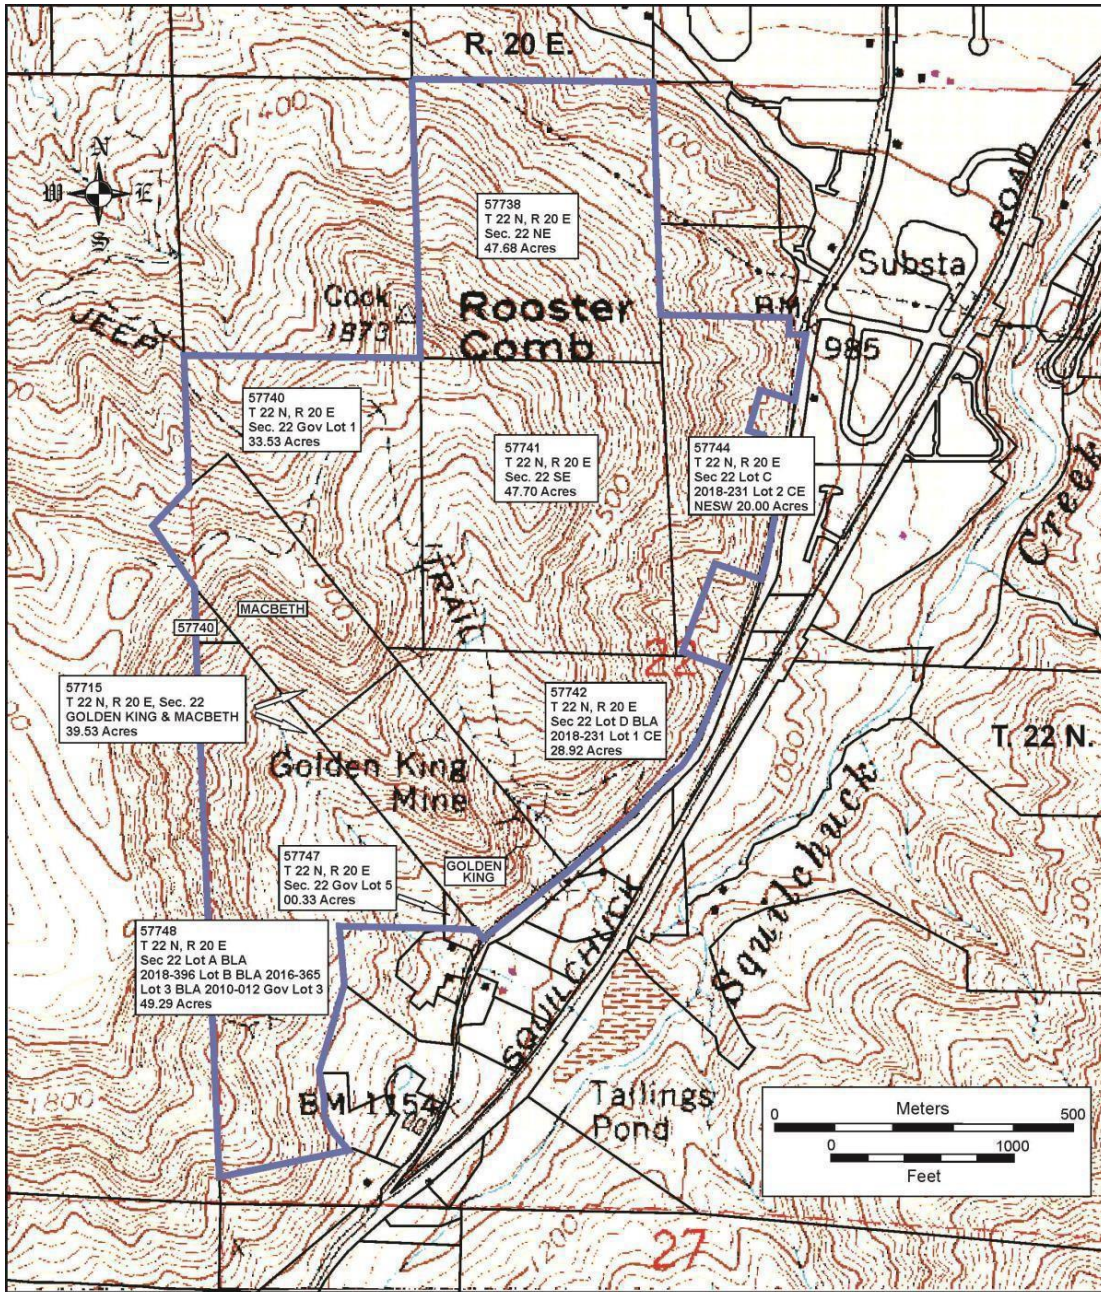 R. 20 E.
N
W E
S
400
00
57738
T 22 N, R 20 E
Sec. 22 NE
47.68 Acres
ROAD
Substa
Cook
1873
Rooster
Comb
BM
985
JEEP
57740
T 22 N, R 20 E
Sec. 22 Gov Lot 1
33.53 Acres
57741
T 22 N, R 20 E
Sec. 22 SE
47.70 Acres
57744
T 22 N, R 20 E
Sec 22 Lot C
2018-231 Lot 2 CE
NESW 20.00 Acres
Creek
TRAIL
MACBETH
57740
22
57715
T 22 N, R 20 E, Sec. 22
GOLDEN KING & MACBETH
39.53 Acres
57742
T 22 N, R 20 E
Sec 22 Lot D BLA
2018-231 Lot 1 CE
28.92 Acres
T. 22 N.
1000
Golden King
Mine
Squilchuck
57747
T 22 N, R 20 E
Sec. 22 Gov Lot 5
00.33 Acres
GOLDEN
KING
SQUILCHUCK
1300
57748
T 22 N, R 20 E
Sec 22 Lot A BLA
2018-396 Lot B BLA 2016-365
Lot 3 BLA 2010-012 Gov Lot 3
49.29 Acres
1800
BM 1154
Tailings
Pond
Meters
0 500
0 1000
Feet
200
27